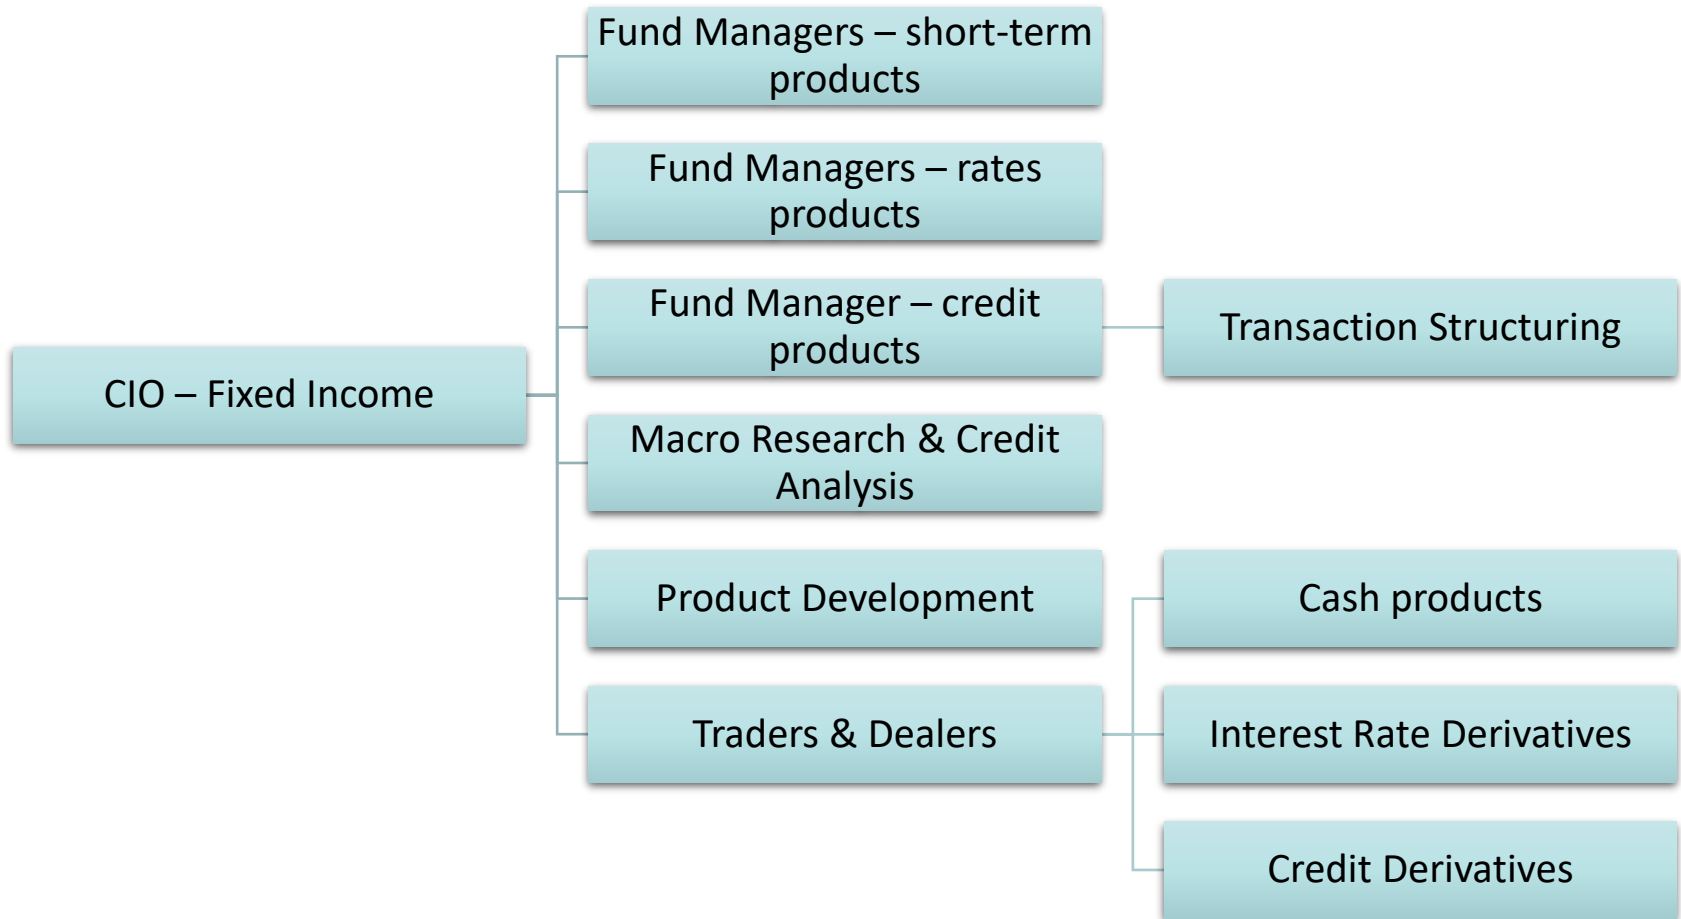 Fund Managers – short-term
products
Fund Managers – rates
products
Fund Manager – credit
products
Transaction Structuring
CIO – Fixed Income
Macro Research & Credit
Analysis
Product Development
Cash products
Traders & Dealers
Interest Rate Derivatives
Credit Derivatives